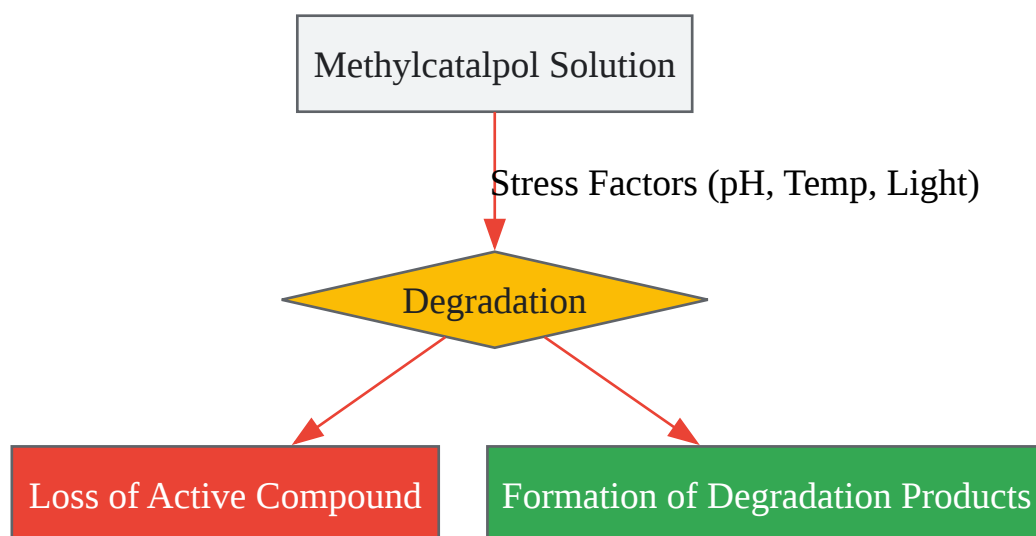 Methylcatalpol Solution
Stress Factors (pH, Temp, Light)
Degradation
Loss of Active Compound
Formation of Degradation Products